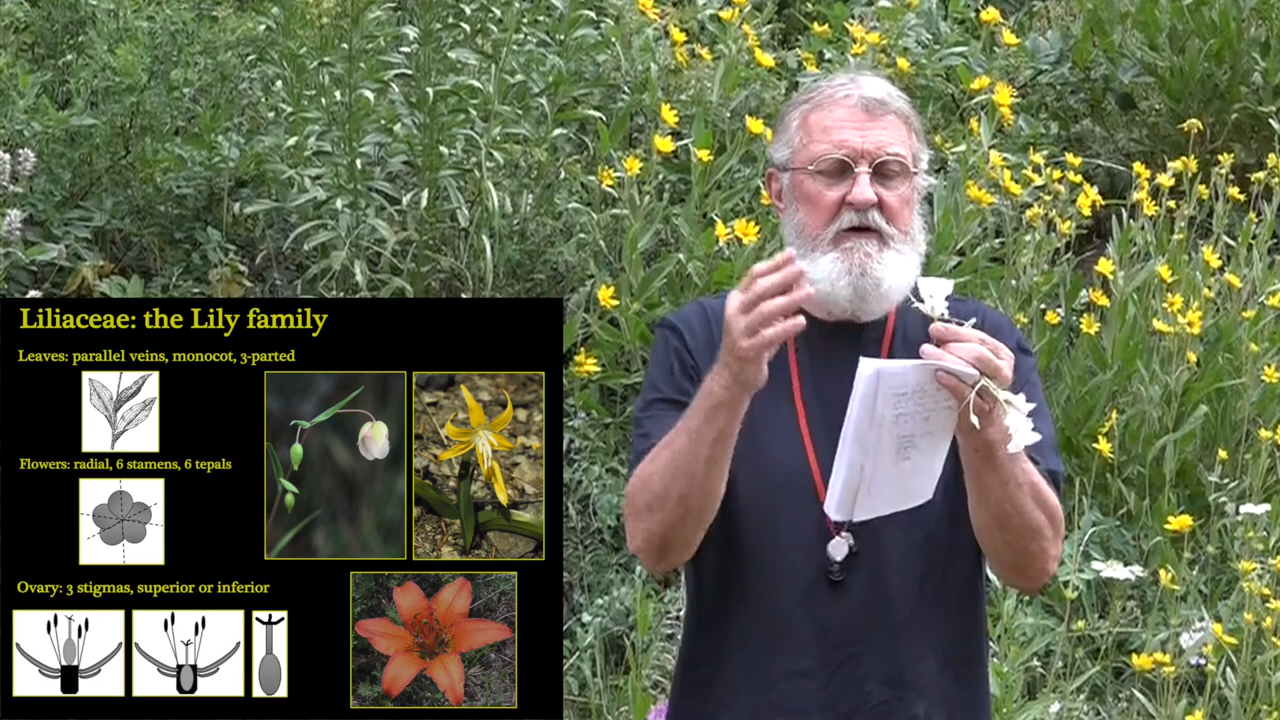 Liliaceae: the Lily family
Leaves: parallel veins, monocot, 3-parted
Flowers: radial, 6 stamens, 6 tepals
Ovary: 3 stigmas, superior or inferior